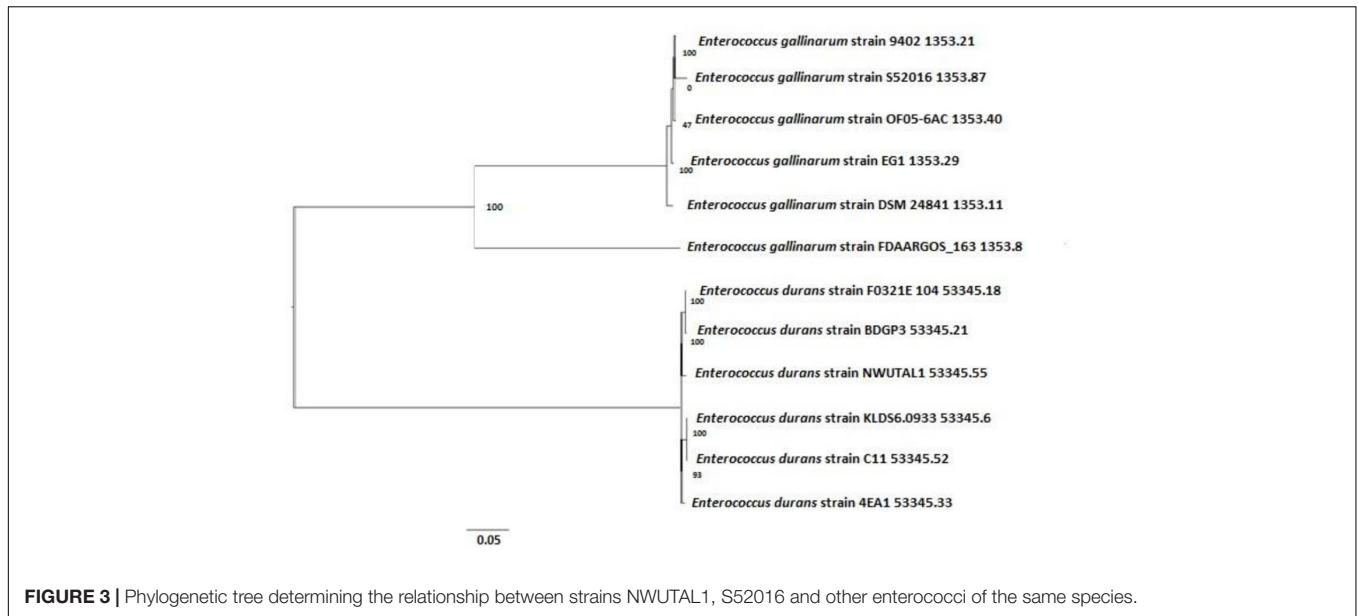 Enterococcus gallinarum strain 9402 1353.21
100
Enterococcus gallinarum strain S52016 1353.87
0
Enterococcus gallinarum strain OF05-6AC 1353.40
47
Enterococcus gallinarum strain EG1 1353.29
100
Enterococcus gallinarum strain DSM 24841 1353.11
100
Enterococcus gallinarum strain FDAARGOS_163 1353.8
Enterococcus durans strain F0321E 104 53345.18
100
Enterococcus durans strain BDGP3 53345.21
100
Enterococcus durans strain NWUTAL1 53345.55
Enterococcus durans strain KLDS6.0933 53345.6
100
Enterococcus durans strain C11 53345.52
93
Enterococcus durans strain 4EA1 53345.33
0.05
FIGURE 3 | Phylogenetic tree determining the relationship between strains NWUTAL1, S52016 and other enterococci of the same species.